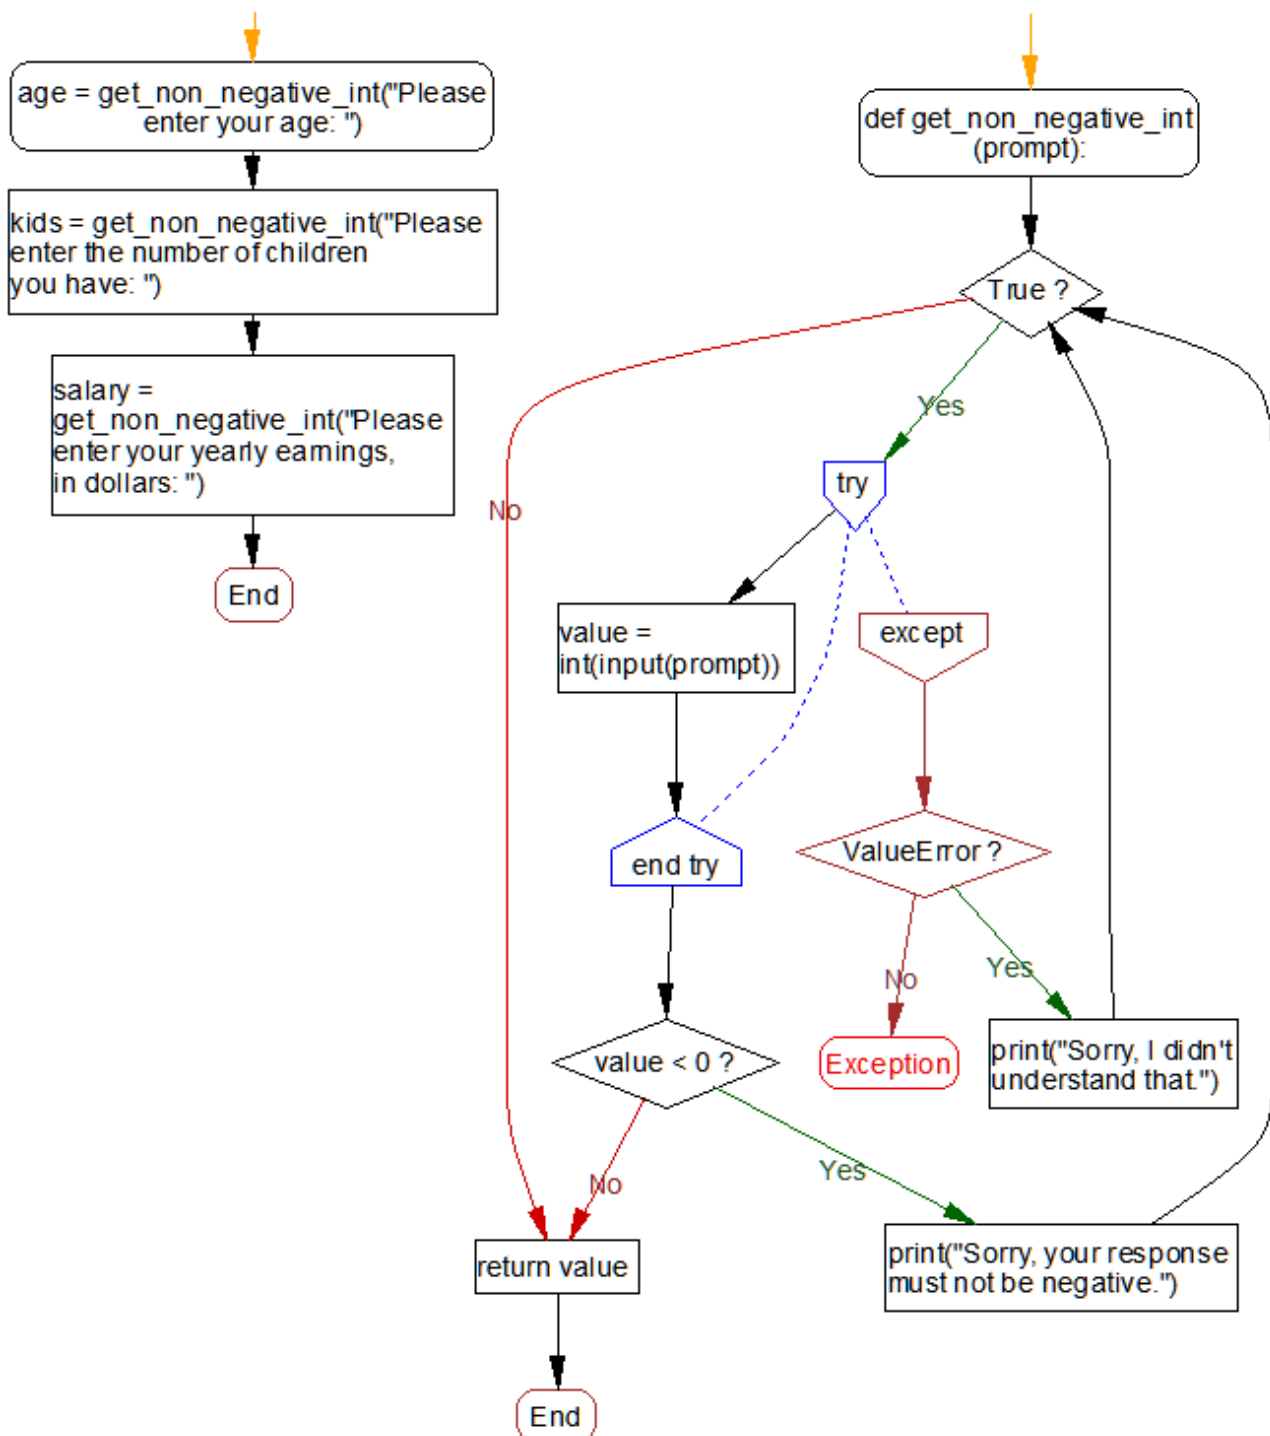 age = get_non_negative_int("Please
enter your age: ")
kids = get_non_negative_int("Please
enter the number of children
you have: ")
salary =
get_non_negative_int("Please
enter your yearly earnings,
in dollars: ")
End
def get_non_negative_int
(prompt):
True ?
Yes
No
try
value =
int(input(prompt))
except
end try
ValueError ?
No
Yes
Exception
print("Sorry, I didn't
understand that.")
value < 0 ?
No
Yes
return value
print("Sorry, your response
must not be negative.")
End